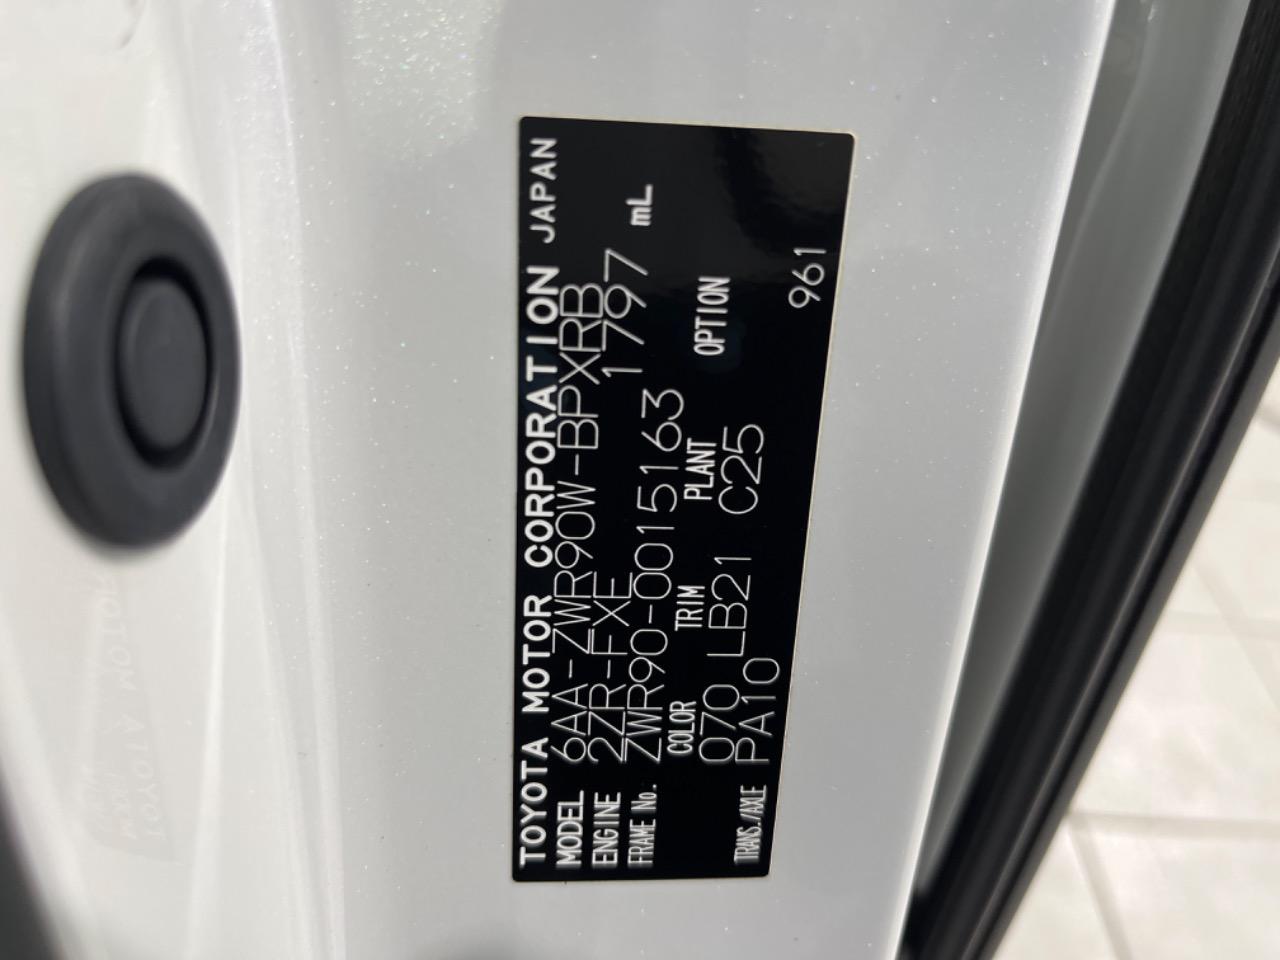 TOYOTA MOTOR CORPORATION JAPAN
MODEL 6AA-ZWR90W-BPXRB
ENGINE 2ZR-FXE 1797 mL
FRAME No. ZWR90-0015163
COLOR TRIM PLANT OPTION
070 LB21 C25
TRANS./AXLE PA10 961